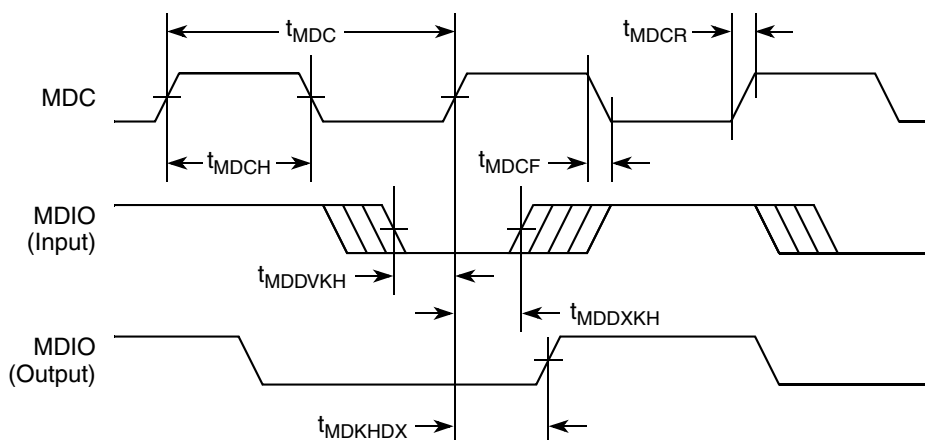 tMDC
tMDCR
MDC
tMDCH
tMDCF
MDIO
(Input)
tMDDVKH
tMDDXKH
MDIO
(Output)
tMDKHDX